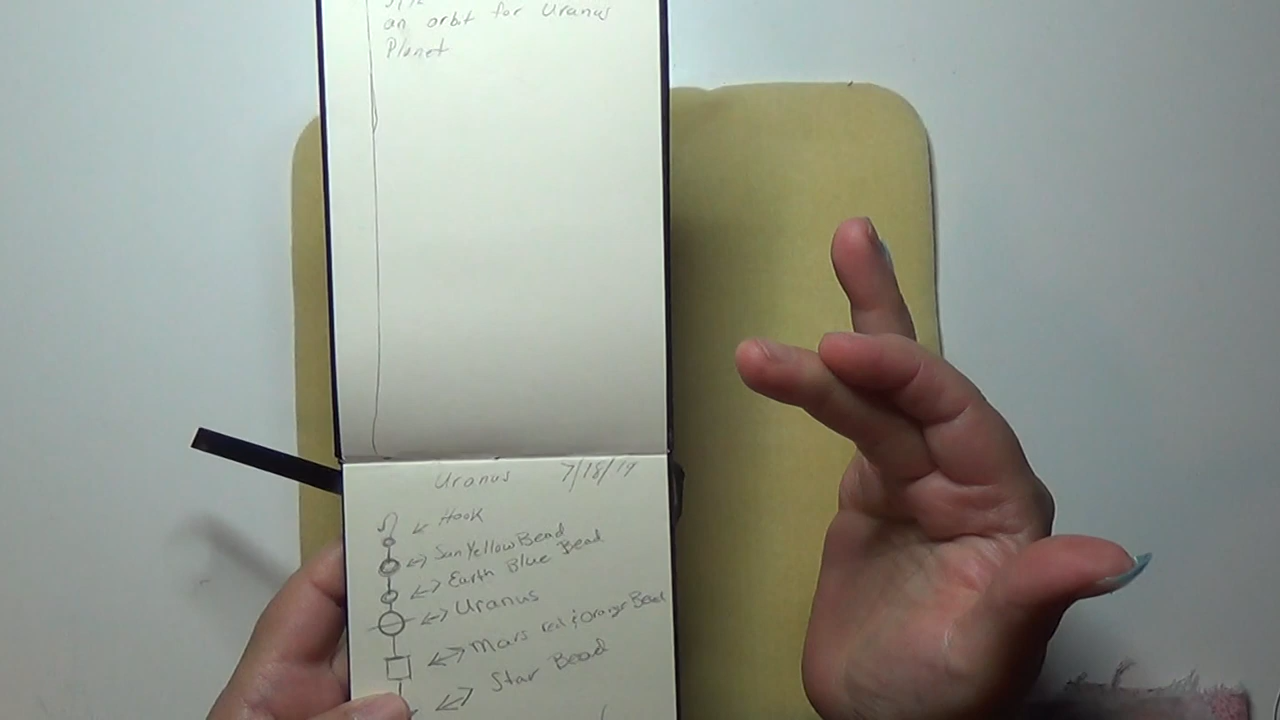 an orbit for Uranus
Planet
Uranus 7/18/19
Hook
Sun Yellow Bead
Earth Blue Bead
Uranus
Mars red & Orange Bead
Star Bead